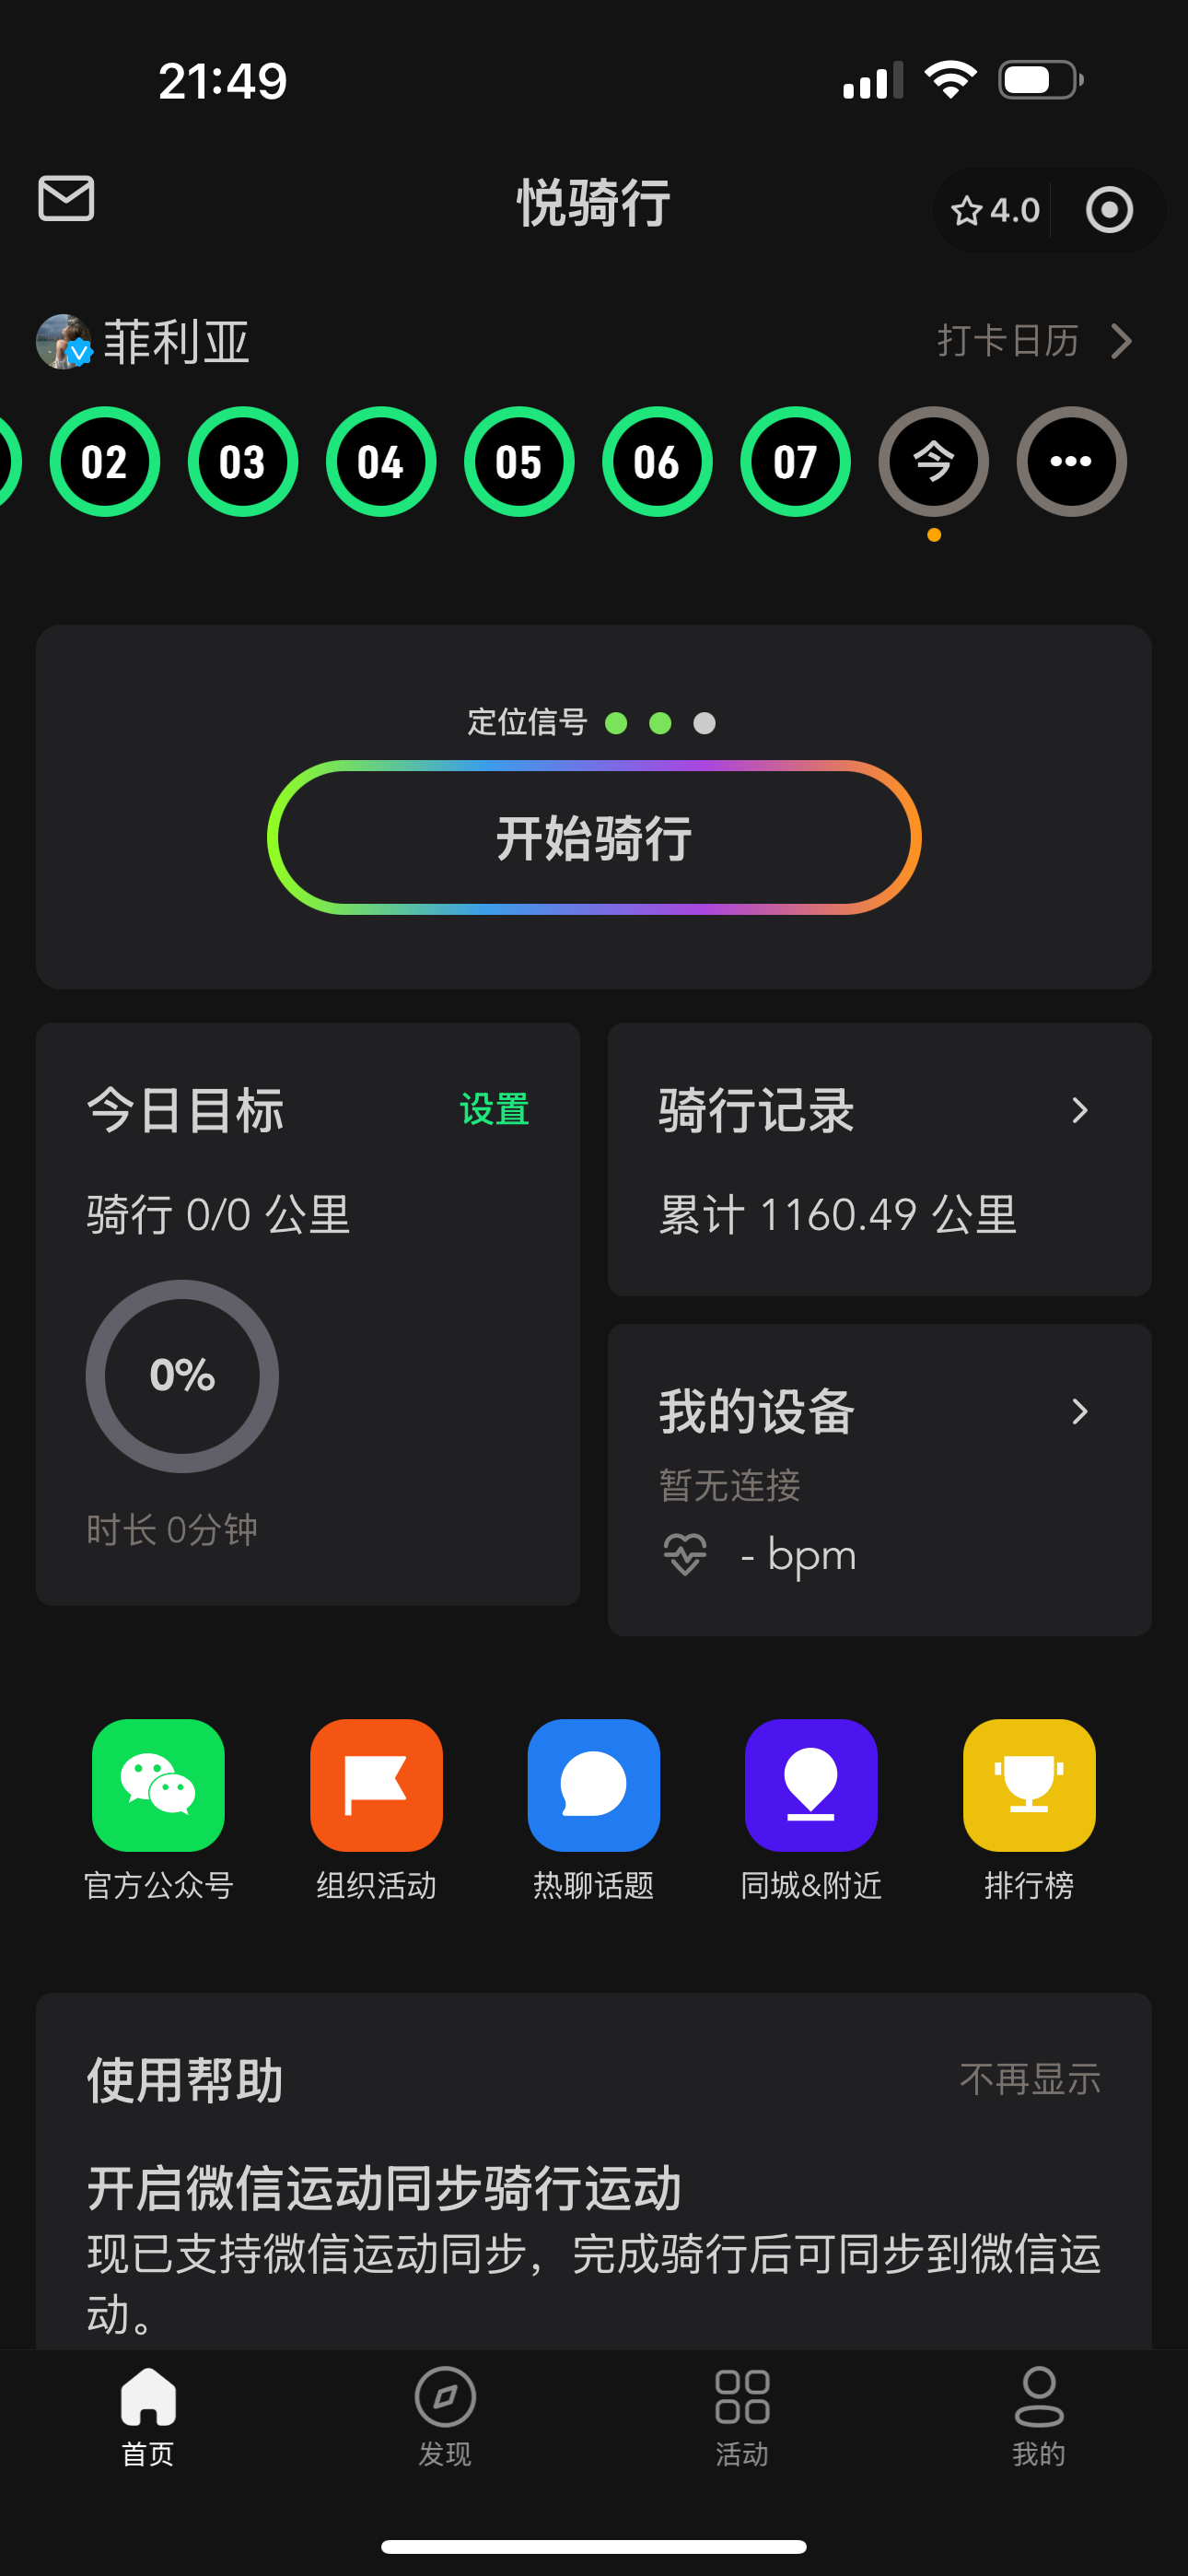 21:49
悦骑行
4.0
菲利亚
打卡日历
02 03 04 05 06 07 今 •••
定位信号
开始骑行
今日目标 设置
骑行 0/0 公里
0%
时长 0分钟
骑行记录
累计 1160.49 公里
我的设备
暂无连接
- bpm
官方公众号 组织活动 热聊话题 同城&附近 排行榜
使用帮助 不再显示
开启微信运动同步骑行运动
现已支持微信运动同步，完成骑行后可同步到微信运
动。
首页 发现 活动 我的